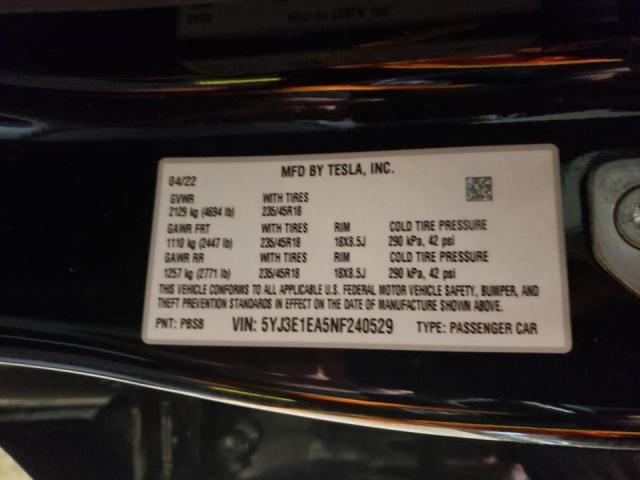 MFD BY TESLA, INC.
04/22
GVWR WITH TIRES
2129 kg (4694 lb) 235/45R18
GAWR FRT WITH TIRES RIM COLD TIRE PRESSURE
1110 kg (2447 lb) 235/45R18 18X8.5J 290 kPa, 42 psi
GAWR RR WITH TIRES RIM COLD TIRE PRESSURE
1257 kg (2771 lb) 235/45R18 18X8.5J 290 kPa, 42 psi
THIS VEHICLE CONFORMS TO ALL APPLICABLE U.S. FEDERAL MOTOR VEHICLE SAFETY, BUMPER, AND
THEFT PREVENTION STANDARDS IN EFFECT ON THE DATE OF MANUFACTURE SHOWN ABOVE.
PNT: PBSB VIN: 5YJ3E1EA5NF240529 TYPE: PASSENGER CAR